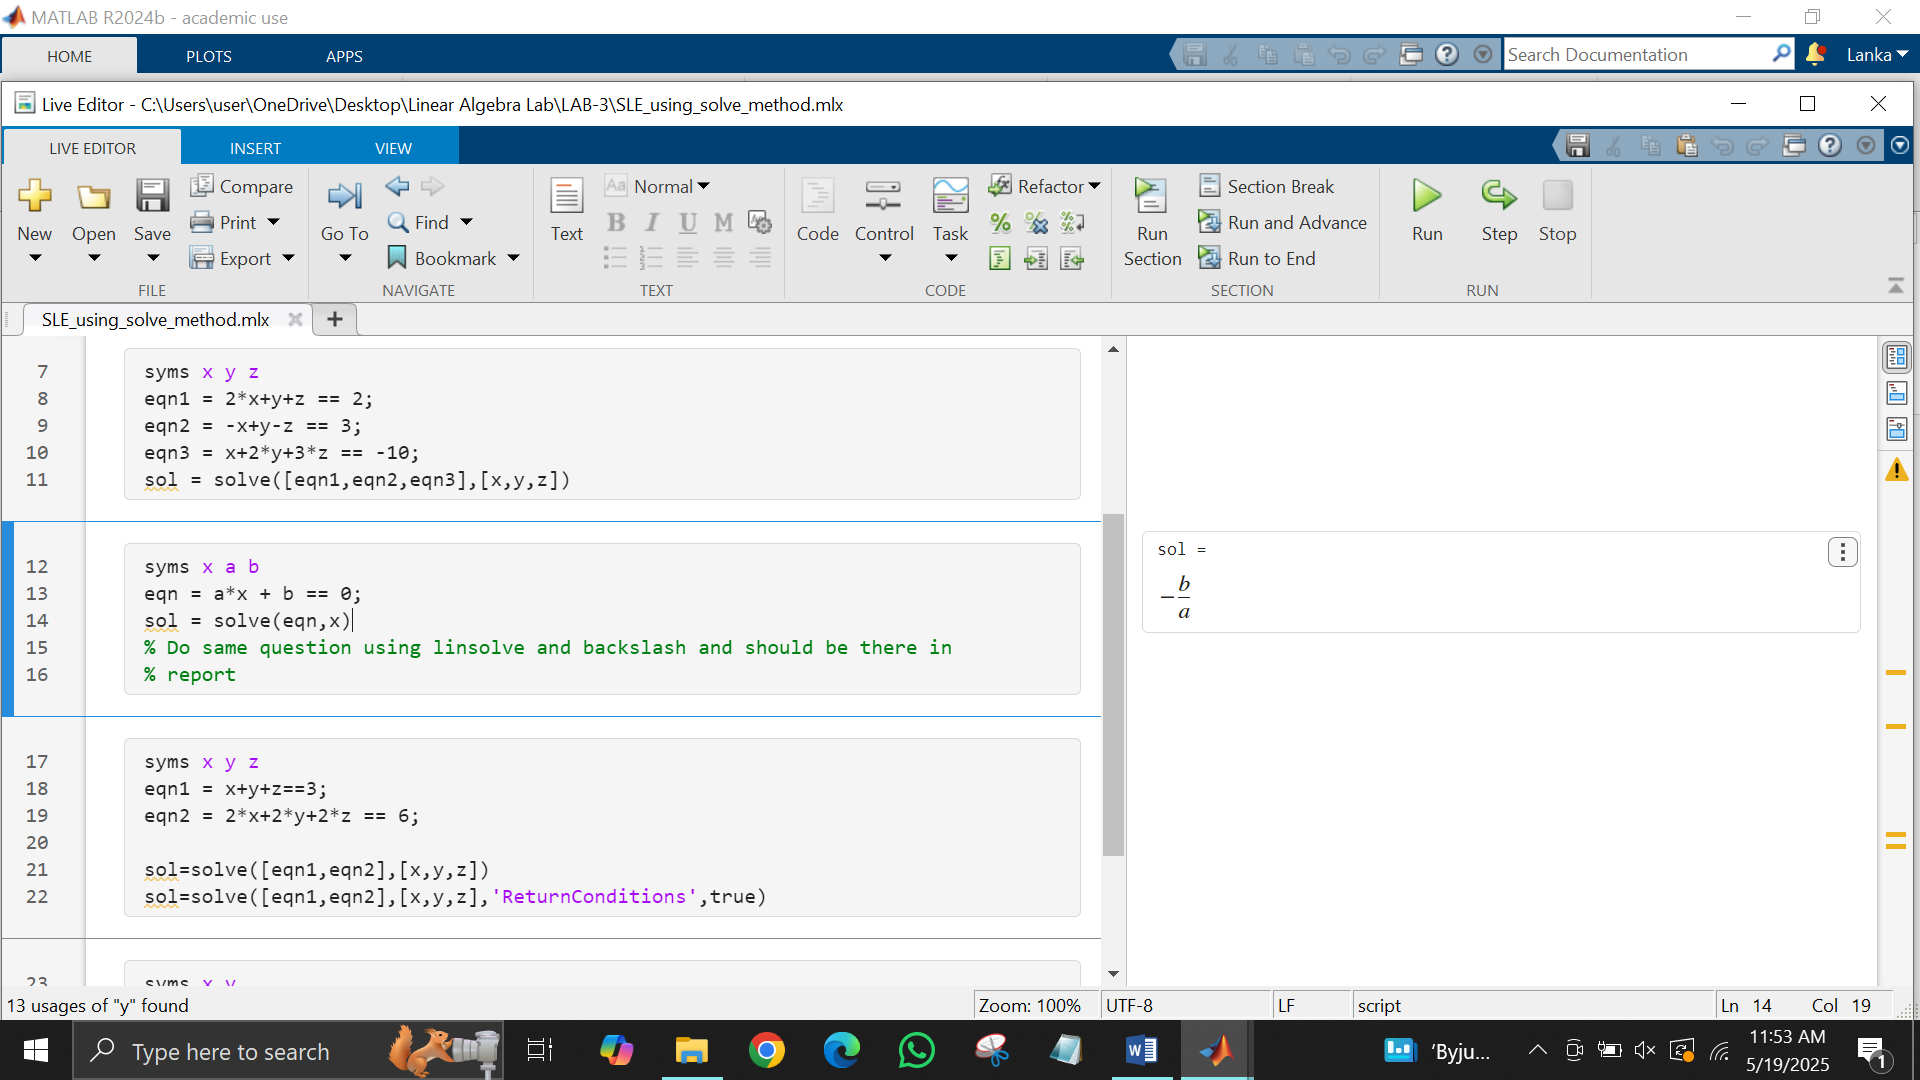 MATLAB R2024b - academic use
HOME PLOTS APPS Search Documentation Lanka
Live Editor - C:\Users\user\OneDrive\Desktop\Linear Algebra Lab\LAB-3\SLE_using_solve_method.mlx
LIVE EDITOR INSERT VIEW
New Open Save Compare Print Export
Go To Find Bookmark
Text Aa Normal B I U M
Code Control Task Refactor
Run Section Section Break Run and Advance Run to End
Run Step Stop
FILE NAVIGATE TEXT CODE SECTION RUN
SLE_using_solve_method.mlx
7 syms x y z
8 eqn1 = 2*x+y+z == 2;
9 eqn2 = -x+y-z == 3;
10 eqn3 = x+2*y+3*z == -10;
11 sol = solve([eqn1,eqn2,eqn3],[x,y,z])
12 syms x a b
13 eqn = a*x + b == 0;
14 sol = solve(eqn,x)
15 % Do same question using linsolve and backslash and should be there in
16 % report
17 syms x y z
18 eqn1 = x+y+z==3;
19 eqn2 = 2*x+2*y+2*z == 6;
20
21 sol=solve([eqn1,eqn2],[x,y,z])
22 sol=solve([eqn1,eqn2],[x,y,z],'ReturnConditions',true)
23 syms x y
sol =
−b
a
13 usages of "y" found Zoom: 100% UTF-8 LF script Ln 14 Col 19
Type here to search 'Byju... 11:53 AM
5/19/2025
1